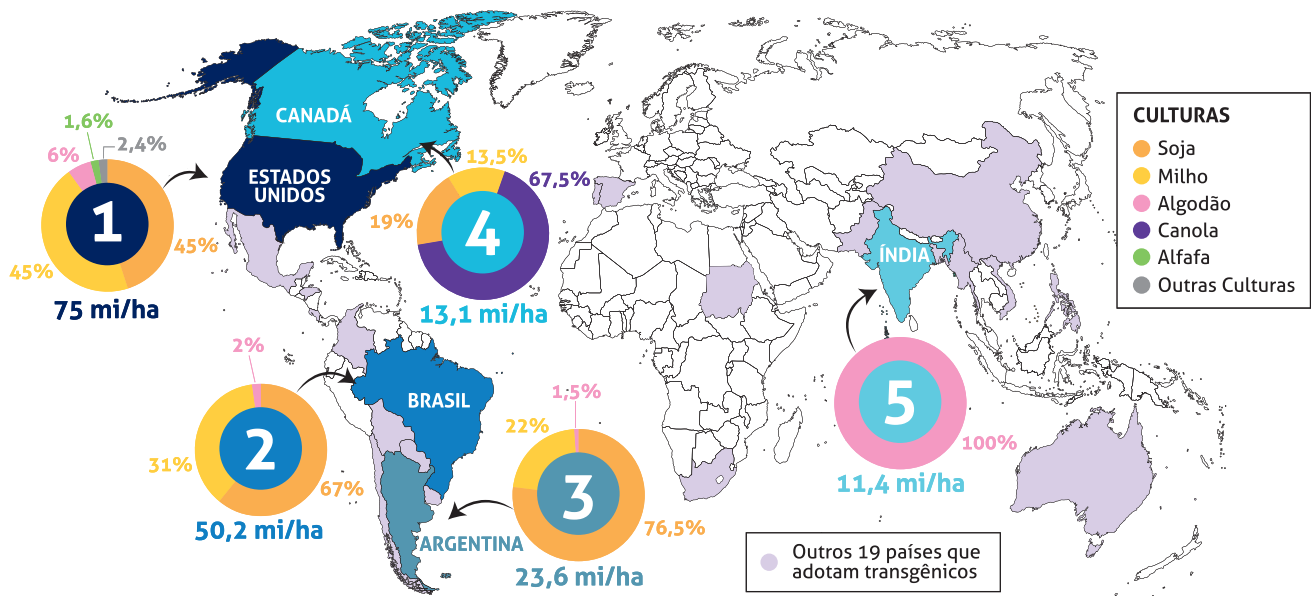 CANADÁ
ESTADOS
UNIDOS
1,6%
2,4%
6%
45%
45%
1
75 mi/ha
13,5%
67,5%
19%
4
13,1 mi/ha
CULTURAS
Soja
Milho
Algodão
Canola
Alfafa
Outras Culturas
ÍNDIA
BRASIL
2%
31%
67%
2
50,2 mi/ha
1,5%
22%
76,5%
3
ARGENTINA
23,6 mi/ha
5
100%
11,4 mi/ha
Outros 19 países que
adotam transgênicos